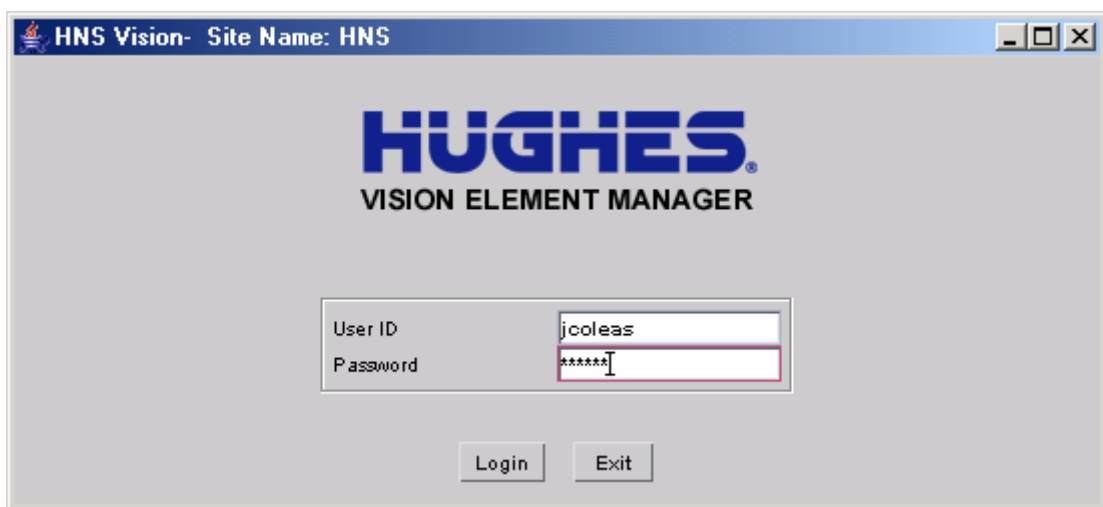 HNS Vision- Site Name: HNS
HUGHES®
VISION ELEMENT MANAGER
User ID jcoleas
Password ******
Login Exit